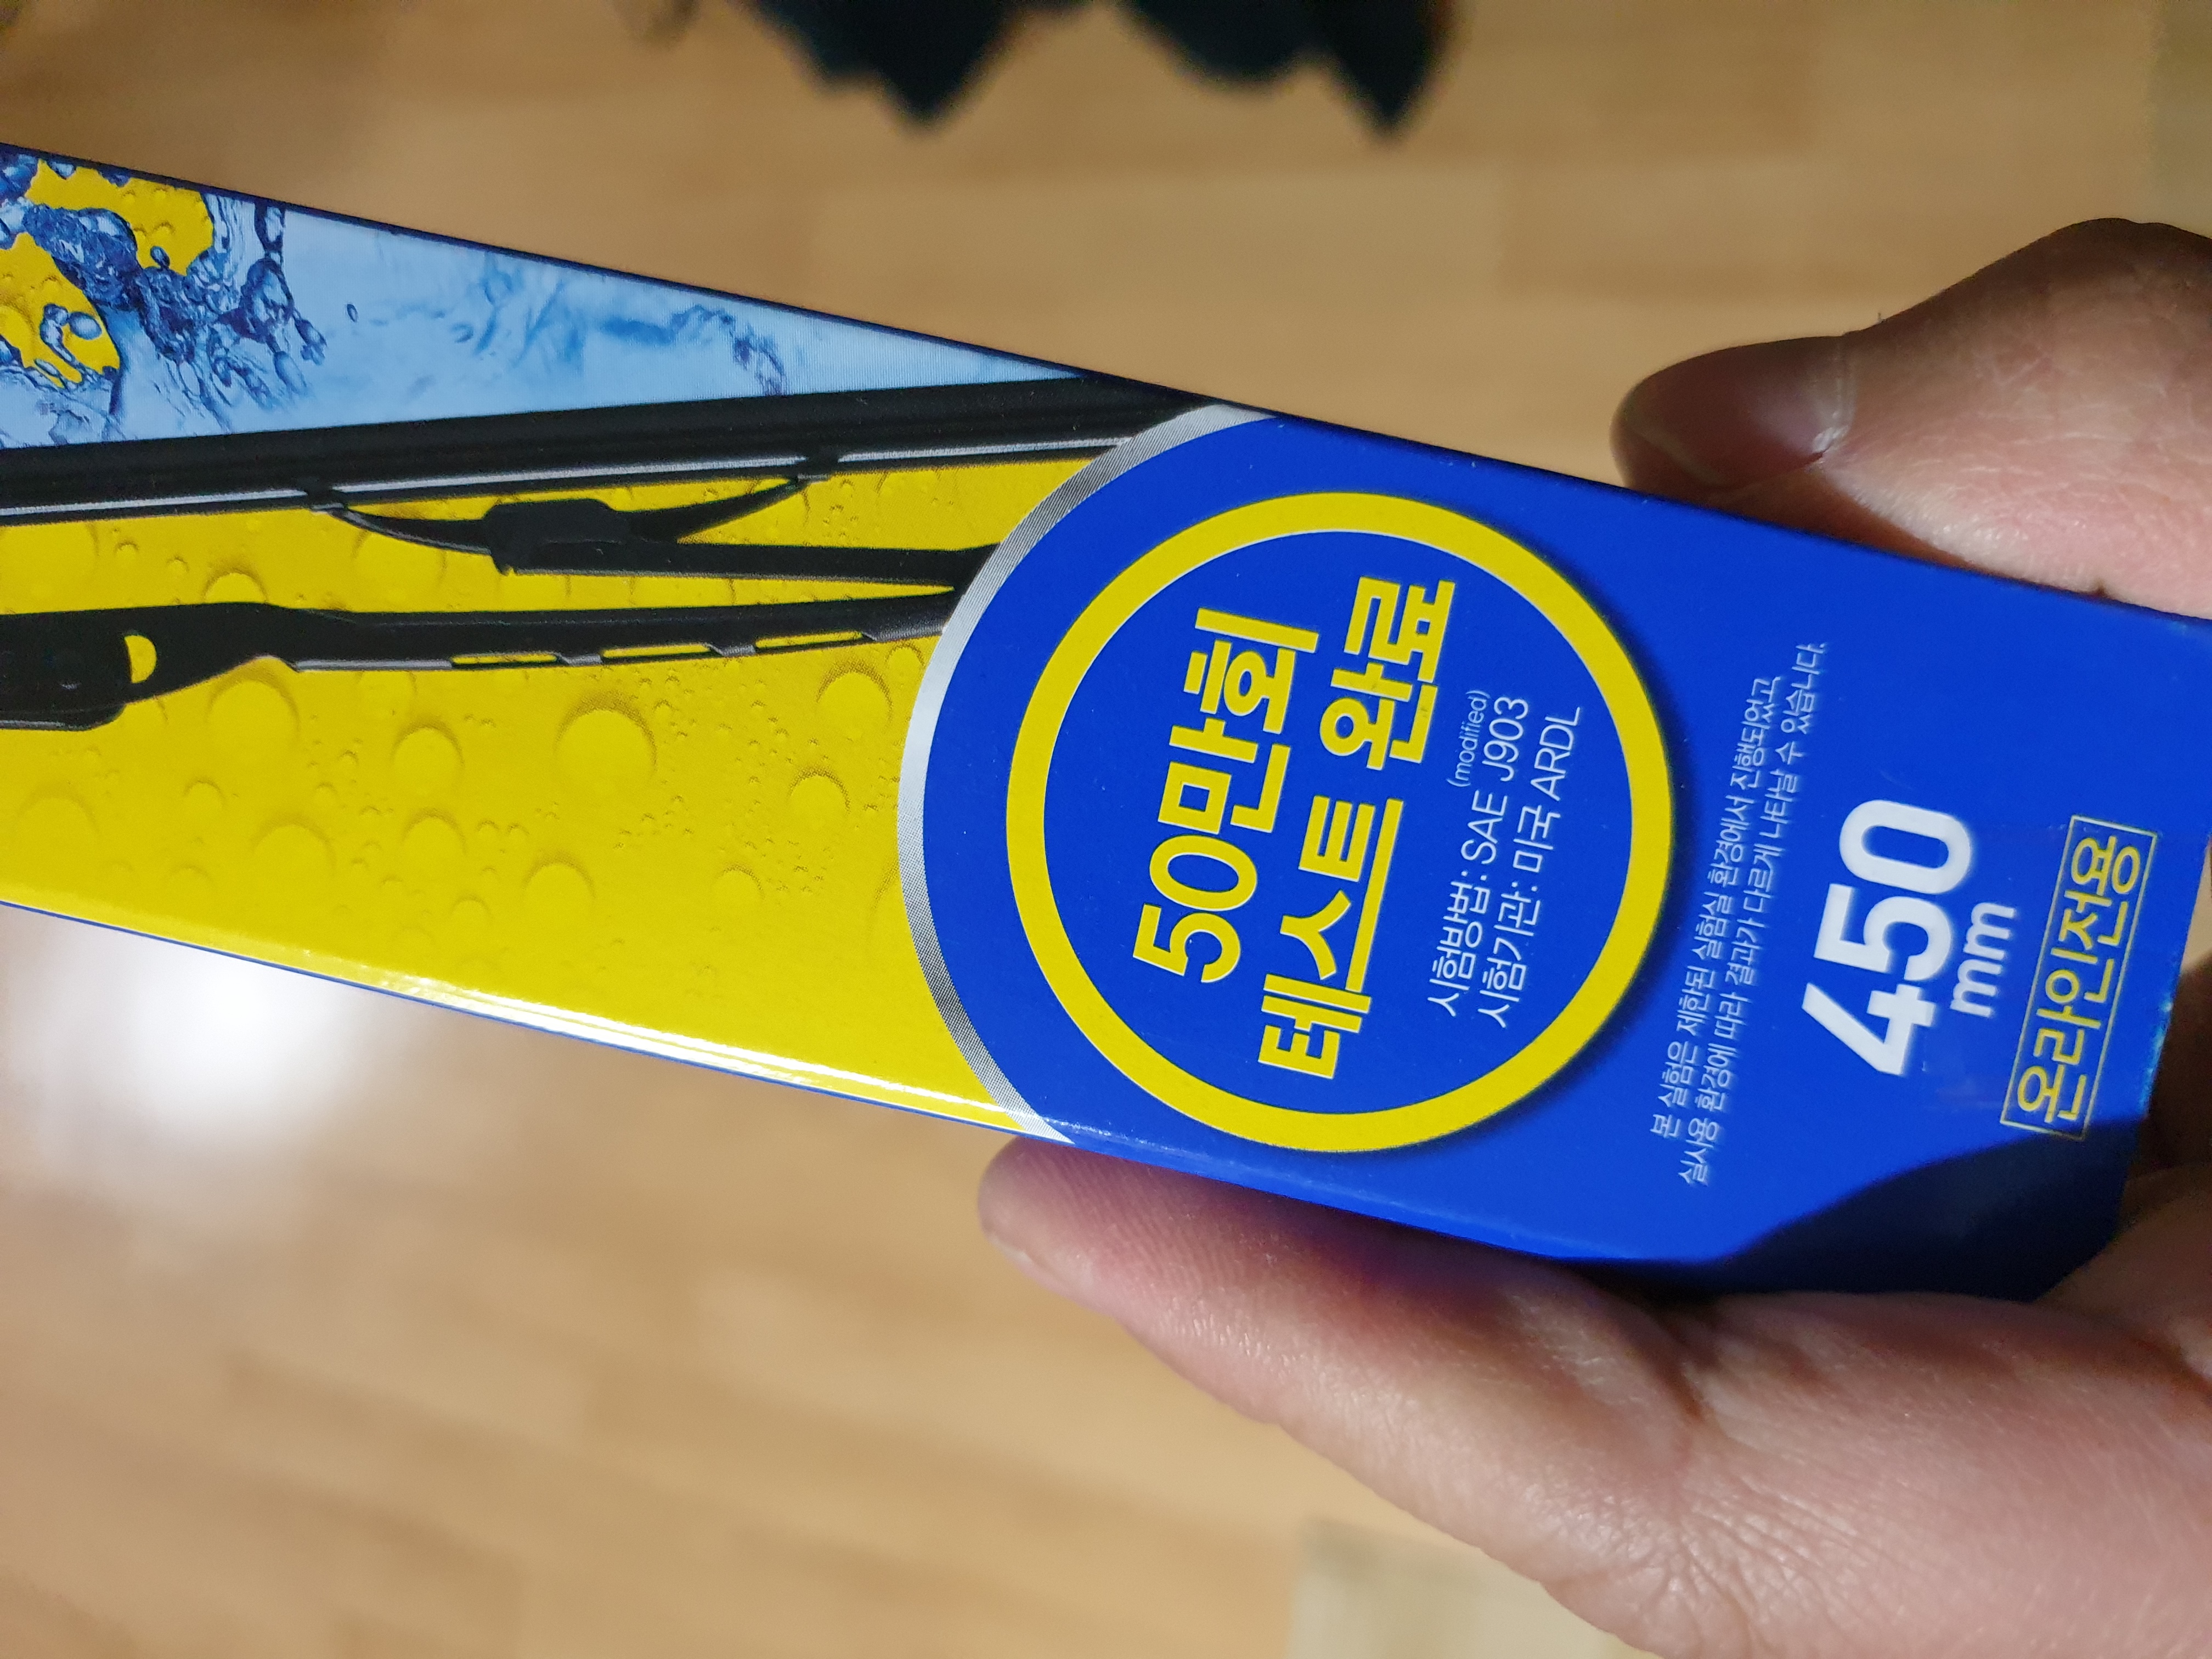 50만회
테스트 완료
(modified)
시험방법: SAE J903
시험기관: 미국 ARDL
본 실험은 제한된 실험실 환경에서 진행되었고,
실사용 환경에 따라 결과가 다르게 나타날 수 있습니다.
450
mm
온라인전용